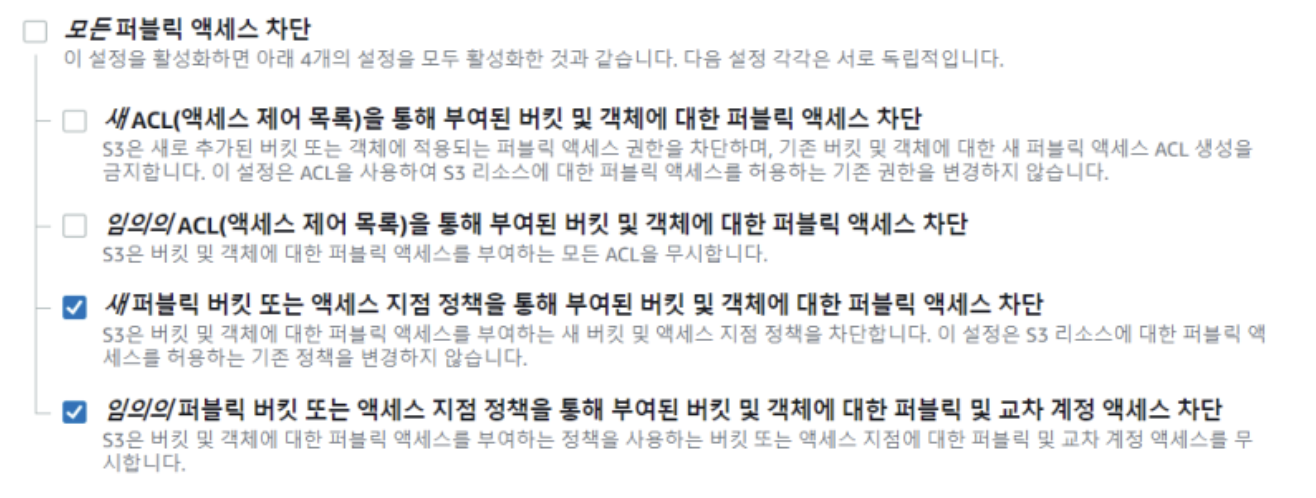 모든 퍼블릭 액세스 차단
이 설정을 활성화하면 아래 4개의 설정을 모두 활성화한 것과 같습니다. 다음 설정 각각은 서로 독립적입니다.
새 ACL(액세스 제어 목록)을 통해 부여된 버킷 및 객체에 대한 퍼블릭 액세스 차단
S3은 새로 추가된 버킷 또는 객체에 적용되는 퍼블릭 액세스 권한을 차단하며, 기존 버킷 및 객체에 대한 새 퍼블릭 액세스 ACL 생성을
금지합니다. 이 설정은 ACL을 사용하여 S3 리소스에 대한 퍼블릭 액세스를 허용하는 기존 권한을 변경하지 않습니다.
임의의 ACL(액세스 제어 목록)을 통해 부여된 버킷 및 객체에 대한 퍼블릭 액세스 차단
S3은 버킷 및 객체에 대한 퍼블릭 액세스를 부여하는 모든 ACL을 무시합니다.
새 퍼블릭 버킷 또는 액세스 지점 정책을 통해 부여된 버킷 및 객체에 대한 퍼블릭 액세스 차단
S3은 버킷 및 객체에 대한 퍼블릭 액세스를 부여하는 새 버킷 및 액세스 지점 정책을 차단합니다. 이 설정은 S3 리소스에 대한 퍼블릭 액
세스를 허용하는 기존 정책을 변경하지 않습니다.
임의의 퍼블릭 버킷 또는 액세스 지점 정책을 통해 부여된 버킷 및 객체에 대한 퍼블릭 및 교차 계정 액세스 차단
S3은 버킷 및 객체에 대한 퍼블릭 액세스를 부여하는 정책을 사용하는 버킷 또는 액세스 지점에 대한 퍼블릭 및 교차 계정 액세스를 무
시합니다.